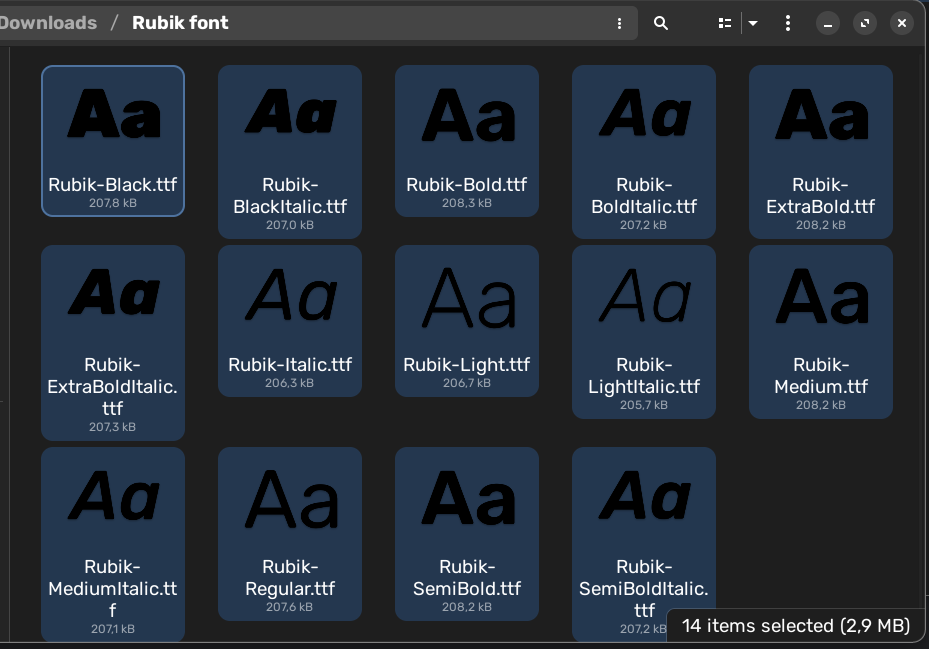 Downloads / Rubik font
Aa Aa Aa Aa Aa
Rubik-Black.ttf
207,8 kB
Rubik-
BlackItalic.ttf
207,0 kB
Rubik-Bold.ttf
208,3 kB
Rubik-
BoldItalic.ttf
207,2 kB
Rubik-
ExtraBold.ttf
208,2 kB
Aa Aa Aa Aa Aa
Rubik-
ExtraBoldItalic.
ttf
207,3 kB
Rubik-Italic.ttf
206,3 kB
Rubik-Light.ttf
206,7 kB
Rubik-
LightItalic.ttf
205,7 kB
Rubik-
Medium.ttf
208,2 kB
Aa Aa Aa Aa
Rubik-
MediumItalic.tt
f
207,1 kB
Rubik-
Regular.ttf
207,6 kB
Rubik-
SemiBold.ttf
208,2 kB
Rubik-
SemiBoldItalic.
ttf
207,2 kB
14 items selected (2,9 MB)